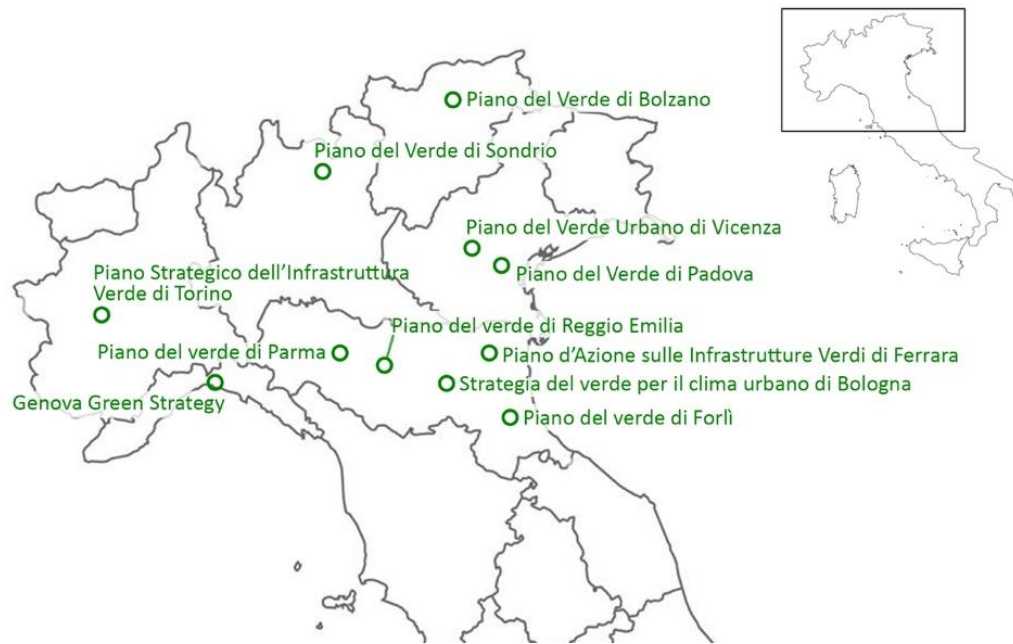 Piano del Verde di Bolzano
Piano del Verde di Sondrio
Piano del Verde Urbano di Vicenza
Piano del Verde di Padova
Piano Strategico dell’Infrastruttura
Verde di Torino
Piano del verde di Reggio Emilia
Piano del verde di Parma
Piano d’Azione sulle Infrastrutture Verdi di Ferrara
Strategia del verde per il clima urbano di Bologna
Genova Green Strategy
Piano del verde di Forlì